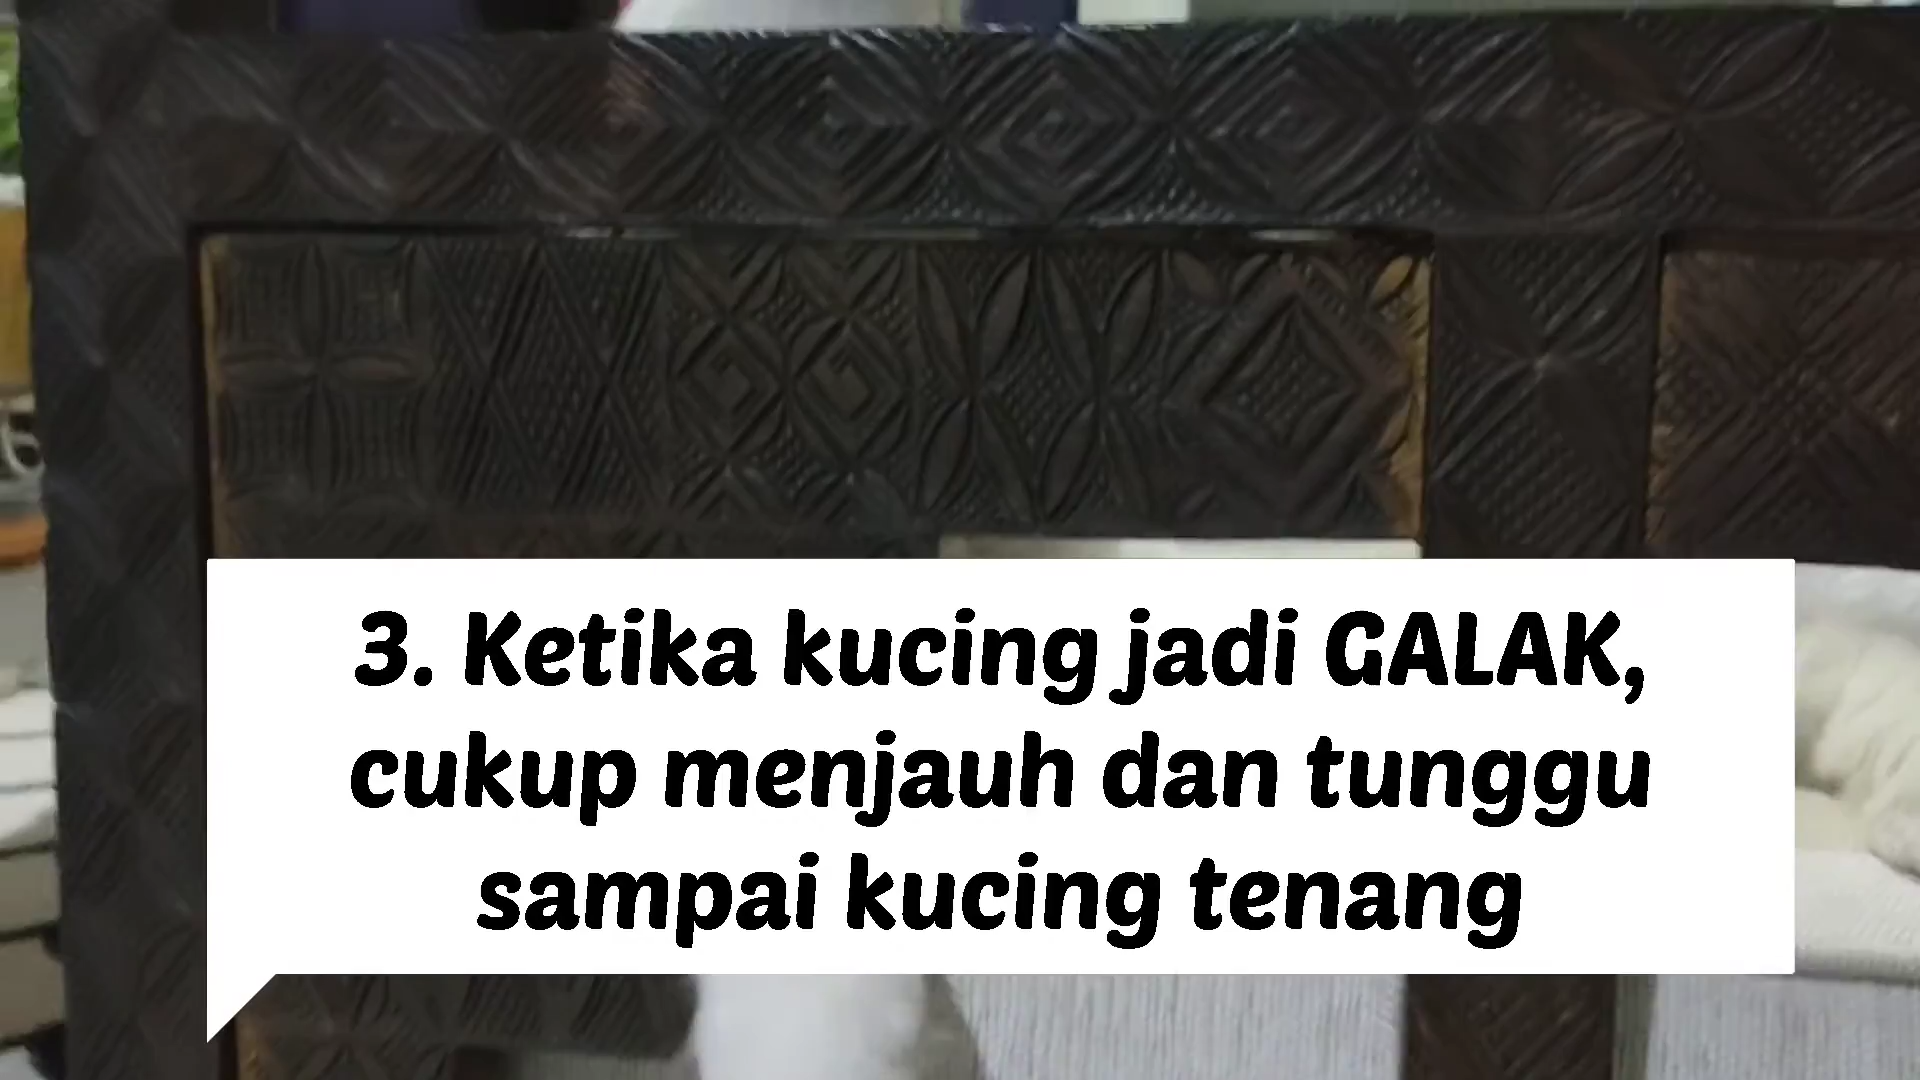 3. Ketika kucing jadi GALAK,
cukup menjauh dan tunggu
sampai kucing tenang